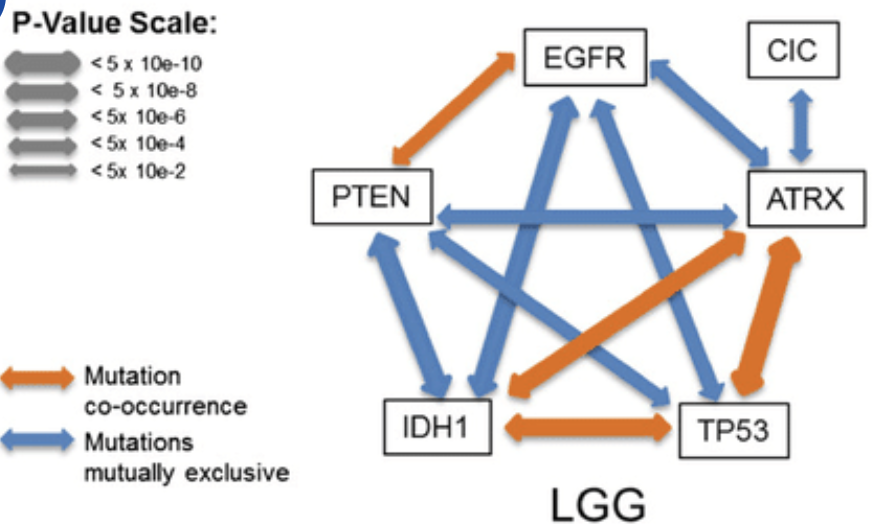 P-Value Scale:
< 5 x 10e-10
< 5 x 10e-8
< 5x 10e-6
< 5x 10e-4
< 5x 10e-2
EGFR
CIC
PTEN
ATRX
IDH1
TP53
Mutation
co-occurrence
Mutations
mutually exclusive
LGG